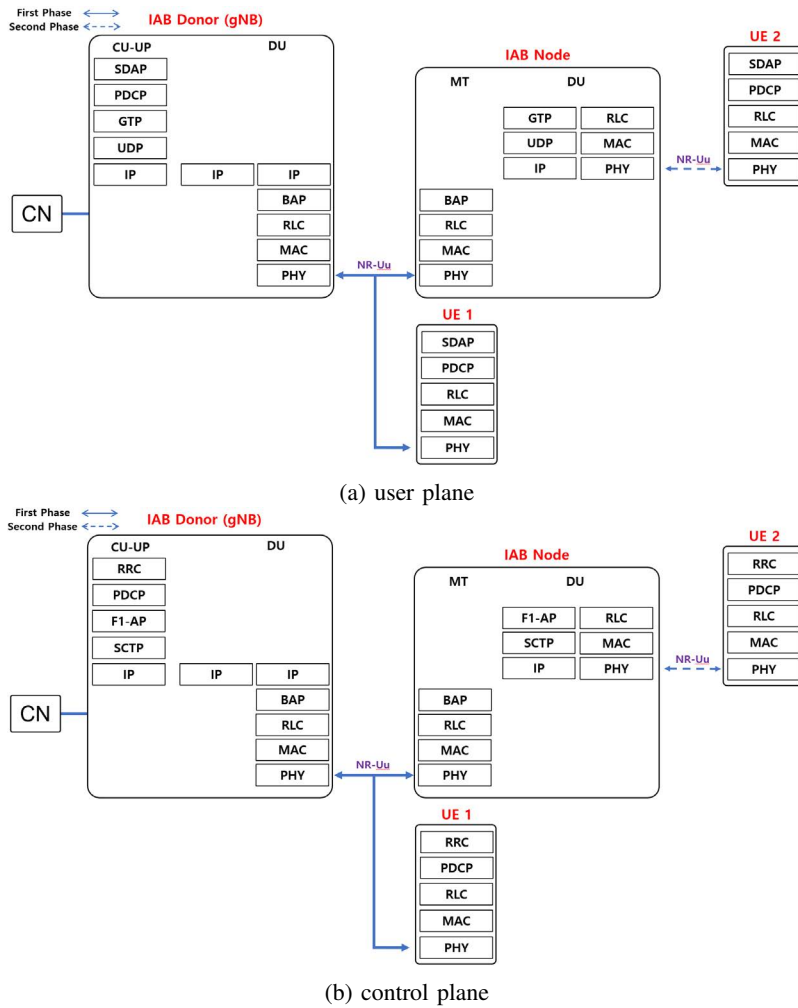 First Phase
Second Phase
IAB Donor (gNB)
CU-UP
DU
SDAP
PDCP
GTP
UDP
IP
IP
IP
BAP
RLC
MAC
PHY
CN
NR-Uu
IAB Node
MT
DU
GTP
RLC
UDP
MAC
IP
PHY
BAP
RLC
MAC
PHY
NR-Uu
UE 2
SDAP
PDCP
RLC
MAC
PHY
UE 1
SDAP
PDCP
RLC
MAC
PHY
(a) user plane
First Phase
Second Phase
IAB Donor (gNB)
CU-UP
DU
RRC
PDCP
F1-AP
SCTP
IP
IP
IP
BAP
RLC
MAC
PHY
CN
NR-Uu
IAB Node
MT
DU
F1-AP
RLC
SCTP
MAC
IP
PHY
BAP
RLC
MAC
PHY
NR-Uu
UE 2
RRC
PDCP
RLC
MAC
PHY
UE 1
RRC
PDCP
RLC
MAC
PHY
(b) control plane